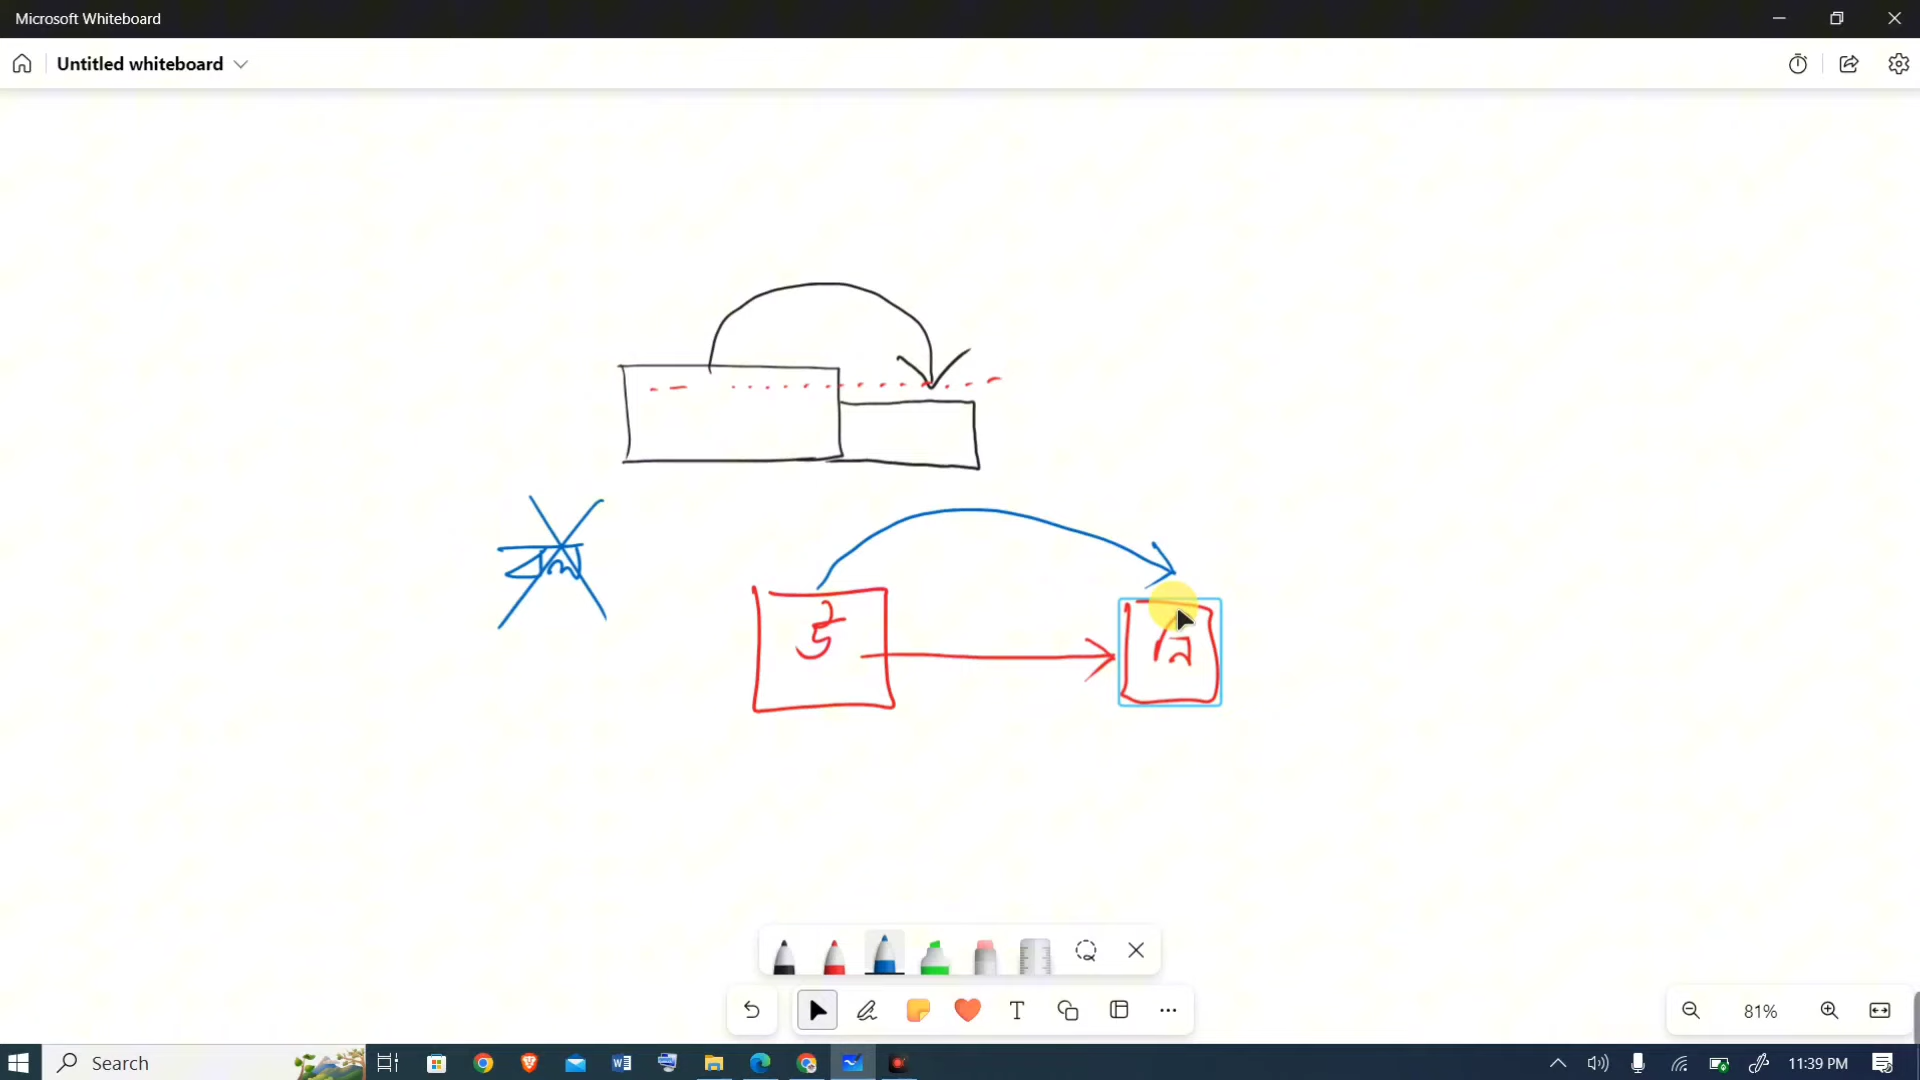 Microsoft Whiteboard
Untitled whiteboard
81%
Search
11:39 PM